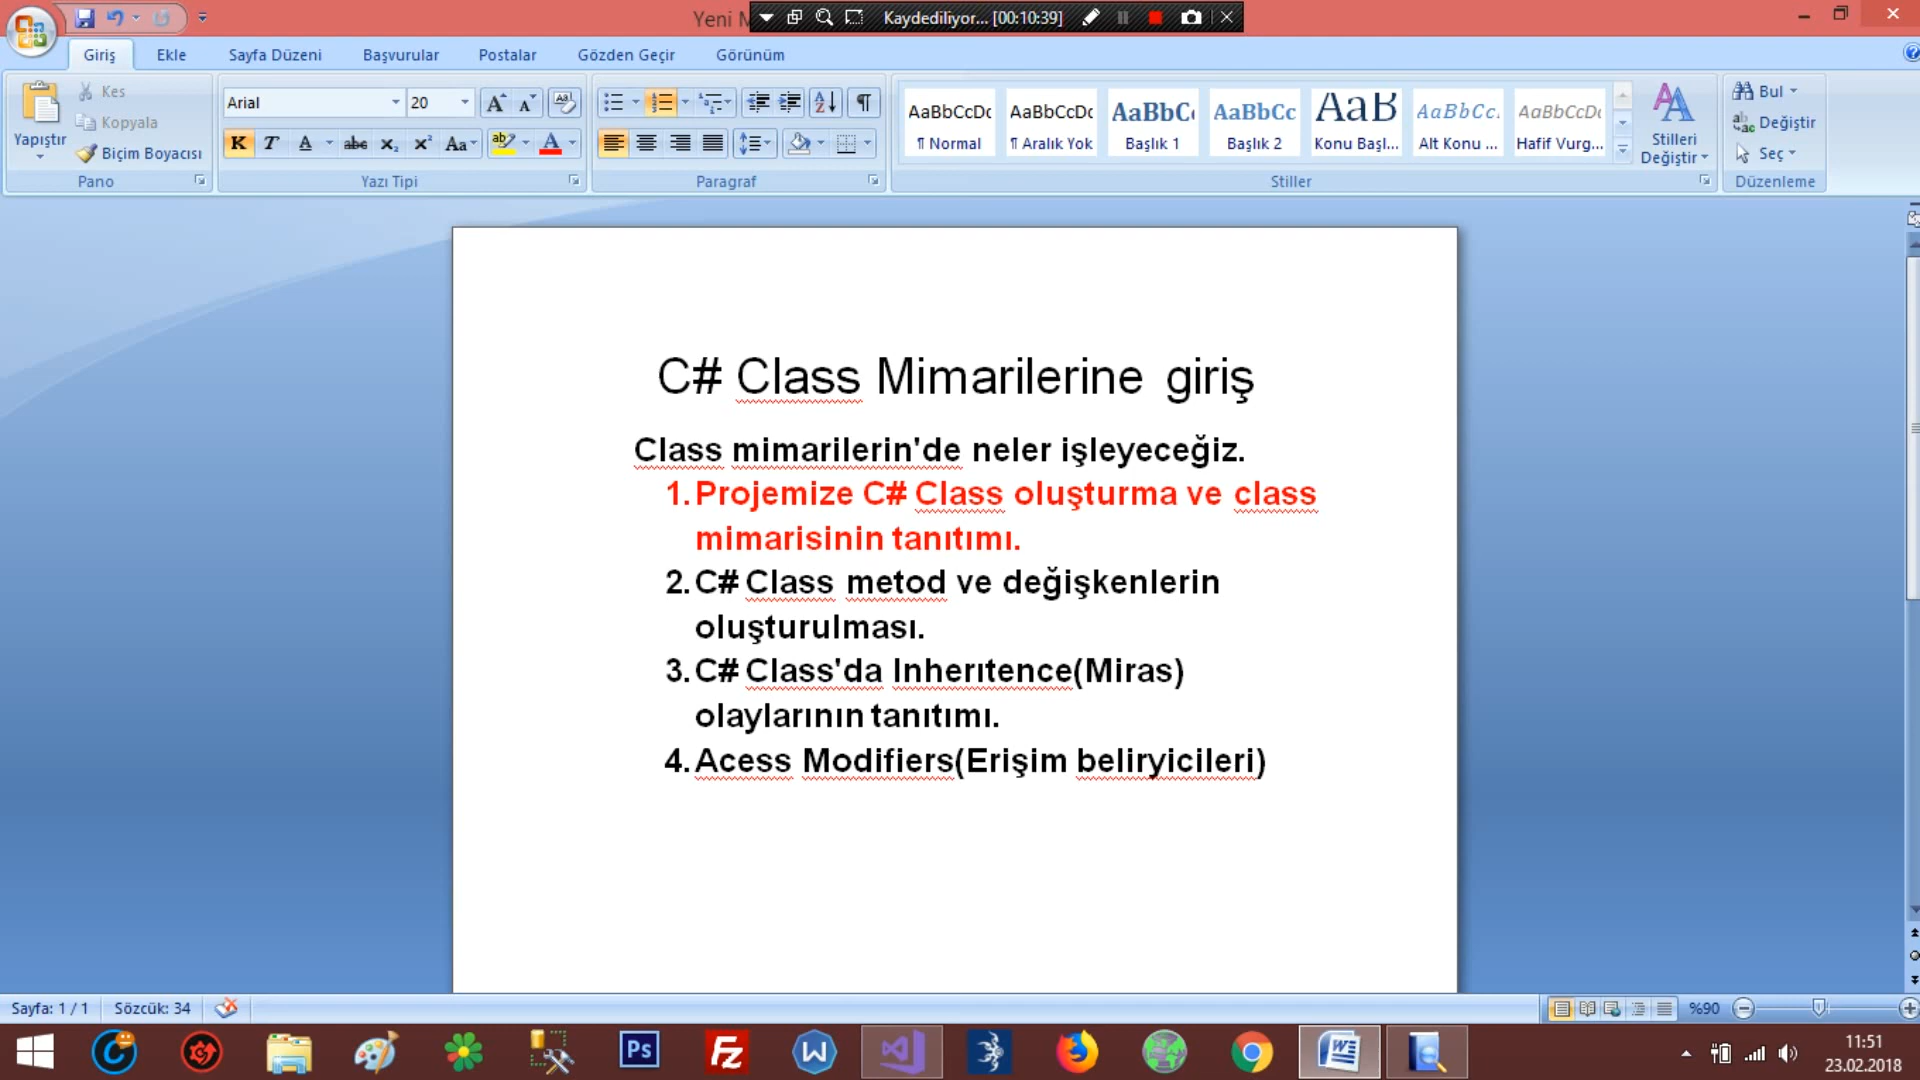 Yeni M
Kaydediliyor... [00:10:39]
Giriş Ekle Sayfa Düzeni Başvurular Postalar Gözden Geçir Görünüm
Yapıştır
Kes
Kopyala
Biçim Boyacısı
Pano
Arial 20
Yazı Tipi
Paragraf
AaBbCcDc AaBbCcDc AaBbC AaBbCc AaB AaBbCc. AaBbCcDc
¶ Normal ¶ Aralık Yok Başlık 1 Başlık 2 Konu Başl... Alt Konu ... Hafif Vurg...
Stiller
Stilleri
Değiştir
Bul
Değiştir
Seç
Düzenleme
C# Class Mimarilerine giriş
Class mimarilerin'de neler işleyeceğiz.
1. Projemize C# Class oluşturma ve class
mimarisinin tanıtımı.
2. C# Class metod ve değişkenlerin
oluşturulması.
3. C# Class'da Inherıtence(Miras)
olaylarının tanıtımı.
4. Acess Modifiers(Erişim beliryicileri)
Sayfa: 1 / 1 Sözcük: 34 %90
Ps Fz W
11:51
23.02.2018